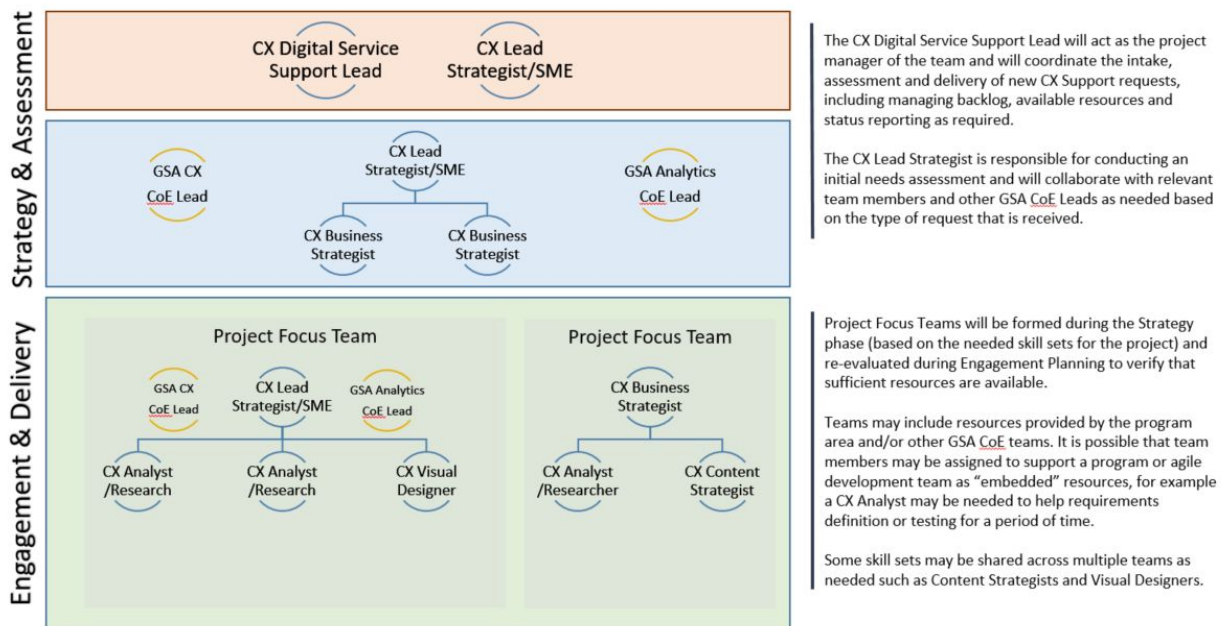 Strategy & Assessment
CX Digital Service
Support Lead
CX Lead
Strategist/SME
GSA CX
CoE Lead
CX Lead
Strategist/SME
GSA Analytics
CoE Lead
CX Business
Strategist
CX Business
Strategist
The CX Digital Service Support Lead will act as the project
manager of the team and will coordinate the intake,
assessment and delivery of new CX Support requests,
including managing backlog, available resources and
status reporting as required.
The CX Lead Strategist is responsible for conducting an
initial needs assessment and will collaborate with relevant
team members and other GSA CoE Leads as needed based
on the type of request that is received.
Engagement & Delivery
Project Focus Team
GSA CX
CoE Lead
CX Lead
Strategist/SME
GSA Analytics
CoE Lead
CX Analyst
/Research
CX Analyst
/Research
CX Visual
Designer
Project Focus Team
CX Business
Strategist
CX Analyst
/Researcher
CX Content
Strategist
Project Focus Teams will be formed during the Strategy
phase (based on the needed skill sets for the project) and
re-evaluated during Engagement Planning to verify that
sufficient resources are available.
Teams may include resources provided by the program
area and/or other GSA CoE teams. It is possible that team
members may be assigned to support a program or agile
development team as “embedded” resources, for example
a CX Analyst may be needed to help requirements
definition or testing for a period of time.
Some skill sets may be shared across multiple teams as
needed such as Content Strategists and Visual Designers.